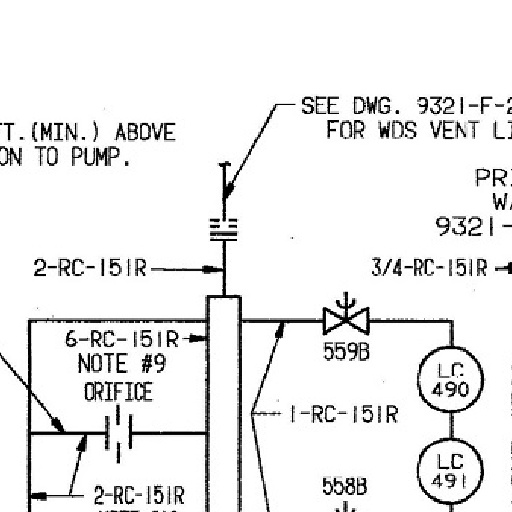 SEE DWG. 9321-F-2
FOR WDS VENT LI
FT.(MIN.) ABOVE
ON TO PUMP.
PRI
W
9321-
2-RC-151R
3/4-RC-151R
6-RC-151R
NOTE #9
ORIFICE
559B
LC
490
1-RC-151R
LC
491
558B
2-RC-151R